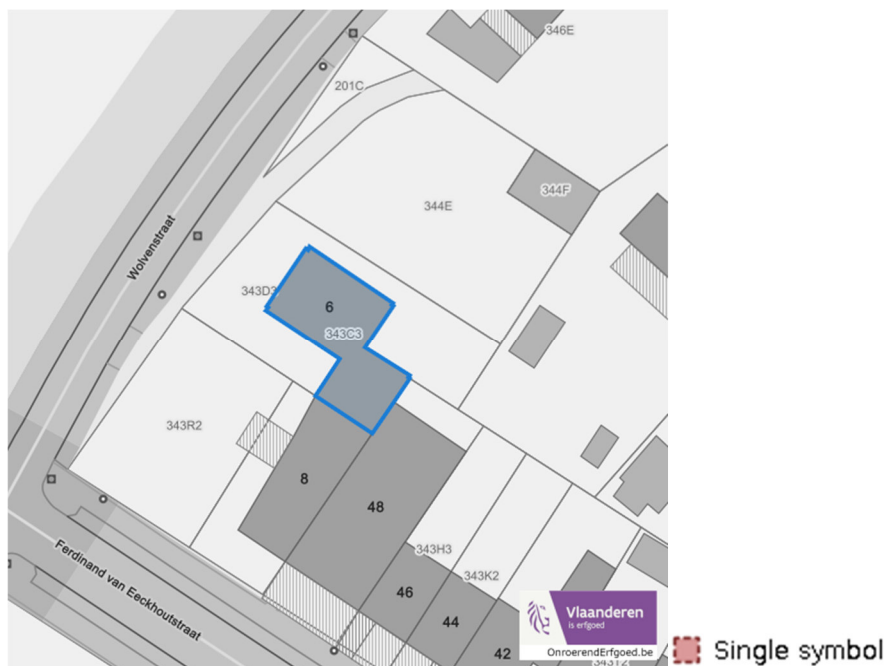 346E
201C
344E
344F
Wolvenstraat
343D3
6
343C3
343R2
8
48
343H3
343K2
46
44
42
Ferdinand van Eeckhoutstraat
Vlaanderen
is erfgoed
OnroerendErfgoed.be
Single symbol